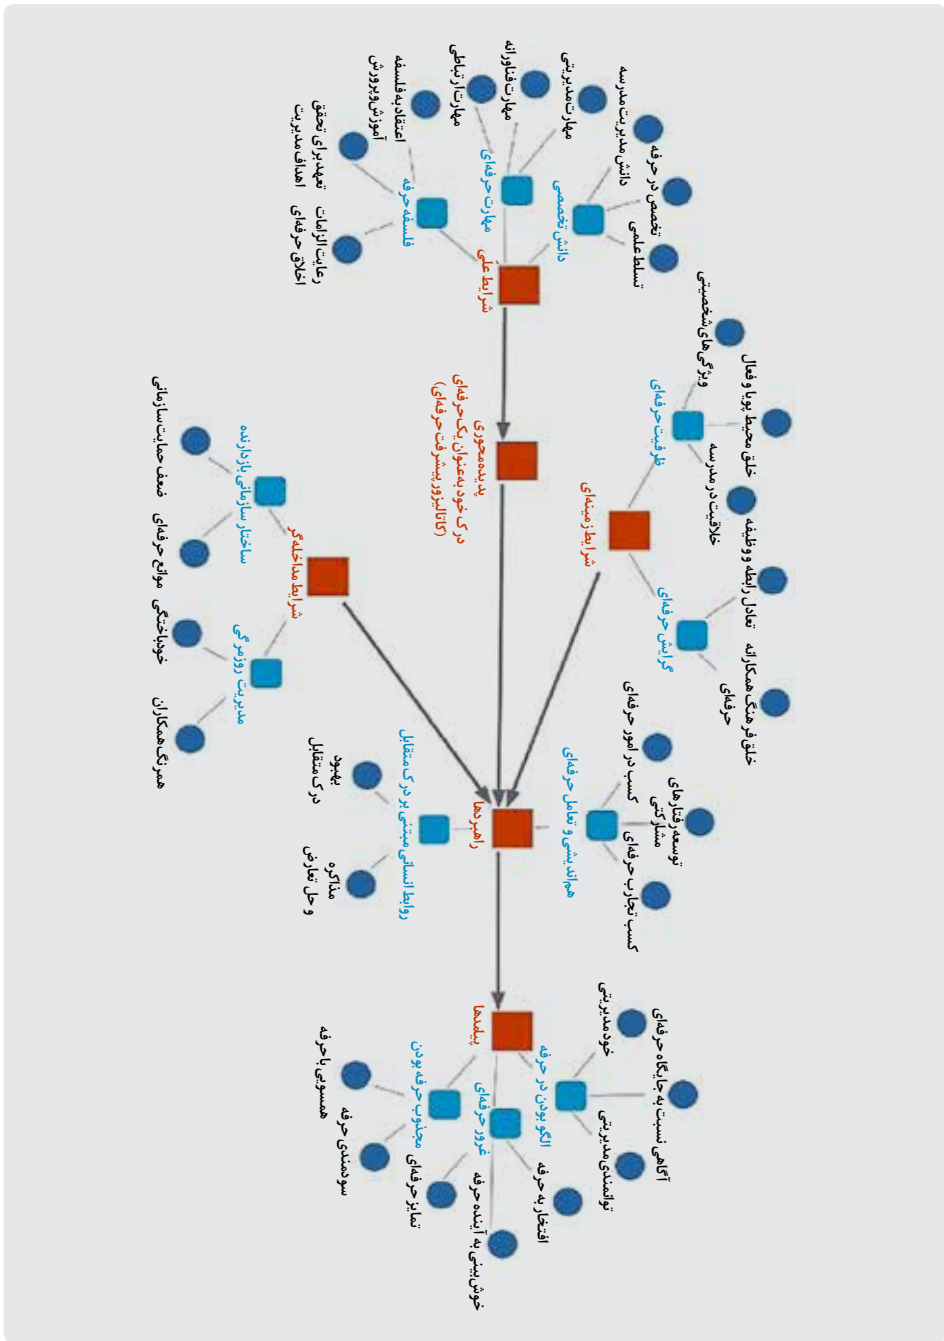 مهارت فناورانه
مهارت ارتباطی
مهارت مدیریتی
اعتقاد به فلسفه
آموزش و پرورش
دانش مدیریت مدرسه
تعهد برای تحقق
اهداف مدیریت
تخصص در حرفه
مهارت حرفه‌ای
دانش تخصصی
فلسفه حرفه
رعایت الزامات
اخلاق حرفه‌ای
تسلط علمی
شرایط علّی
ویژگی‌های شخصیتی
خلق محیط پویا و فعال
ظرفیت حرفه‌ای
خلاقیت در مدرسه
پدیده محوری
درک خود به عنوان یک حرفه‌ای
(کاتالیزور پیشرفت حرفه‌ای)
ضعف حمایت سازمانی
ساختار سازمانی بازدارنده
شرایط زمینه‌ای
موانع حرفه‌ای
شرایط مداخله‌گر
تعادل رابطه و وظیفه
گرایش حرفه‌ای
خودباختگی
مدیریت روزمرگی
خلق فرهنگ همکارانه
حرفه‌ای
همرنگ همکاران
کسب در امور حرفه‌ای
توسعه رفتارهای
مشارکتی
هم‌اندیشی و تعامل حرفه‌ای
راهبردها
روابط انسانی مبتنی بر درک متقابل
بهبود
درک متقابل
کسب تجارب حرفه‌ای
مذاکره
و حل تعارض
خودمدیریتی
آگاهی نسبت به جایگاه حرفه‌ای
پیامدها
الگو بودن در حرفه
غرور حرفه‌ای
مجذوب حرفه بودن
همسویی با حرفه
توانمندی مدیریتی
سودمندی حرفه
افتخار به حرفه
تمایز حرفه‌ای
خوش‌بینی به آینده حرفه